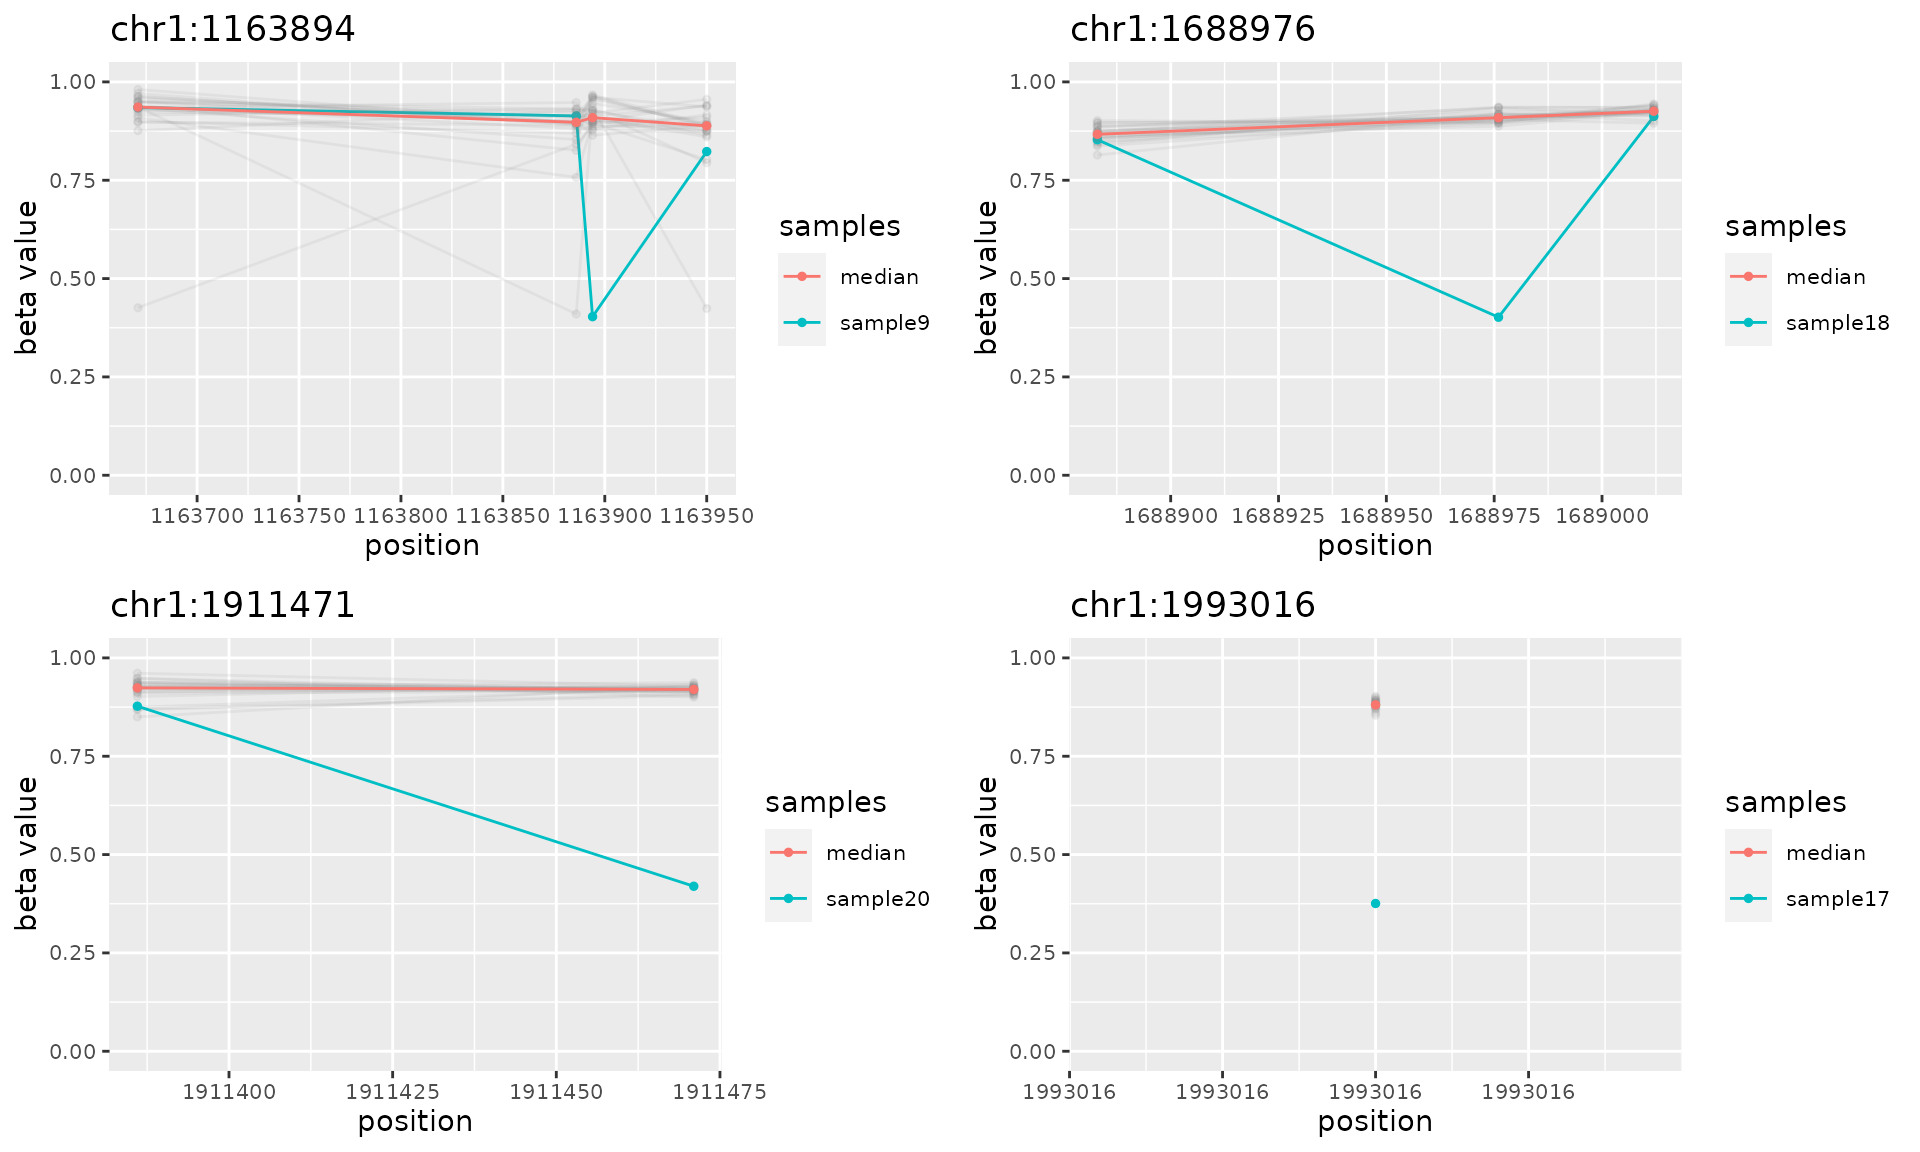 chr1:1163894
1.00
0.75
0.50
0.25
0.00
beta value
1163700 1163750 1163800 1163850 1163900 1163950
position
samples
median
sample9
chr1:1688976
1.00
0.75
0.50
0.25
0.00
beta value
1688900 1688925 1688950 1688975 1689000
position
samples
median
sample18
chr1:1911471
1.00
0.75
0.50
0.25
0.00
beta value
1911400 1911425 1911450 1911475
position
samples
median
sample20
chr1:1993016
1.00
0.75
0.50
0.25
0.00
beta value
1993016 1993016 1993016 1993016
position
samples
median
sample17